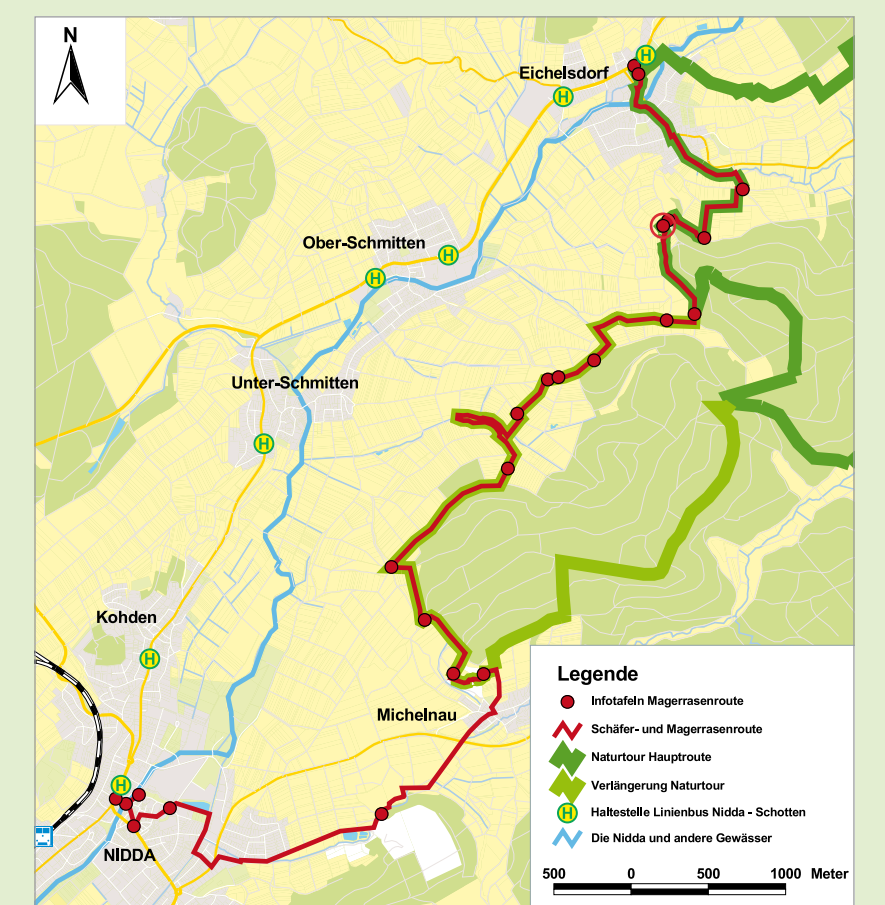 N
Eichelsdorf
H
H
Ober-Schmitten
H
H
Unter-Schmitten
H
Kohden
H
Michelnau
H
NIDDA
Legende
Infotafeln Magerrasenroute
Schäfer- und Magerrasenroute
Naturtour Hauptroute
Verlängerung Naturtour
H Haltestelle Linienbus Nidda - Schotten
Die Nidda und andere Gewässer
500 0 500 1000 Meter